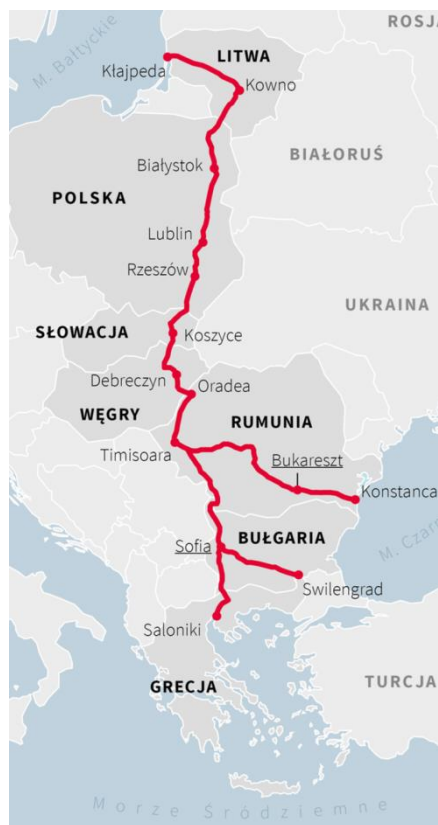 ROSJ
M. Bałtyckie
LITWA
Kłajpeda
Kowno
BIAŁORUŚ
Białystok
POLSKA
Lublin
Rzeszów
UKRAINA
SŁOWACJA
Koszyce
Debreczyn
Oradea
WĘGRY
RUMUNIA
Timisoara
Bukareszt
Konstanca
M. Czar
BUŁGARIA
Sofia
Swilengrad
Saloniki
TURCJA
GRECJA
Morze Śródziemne